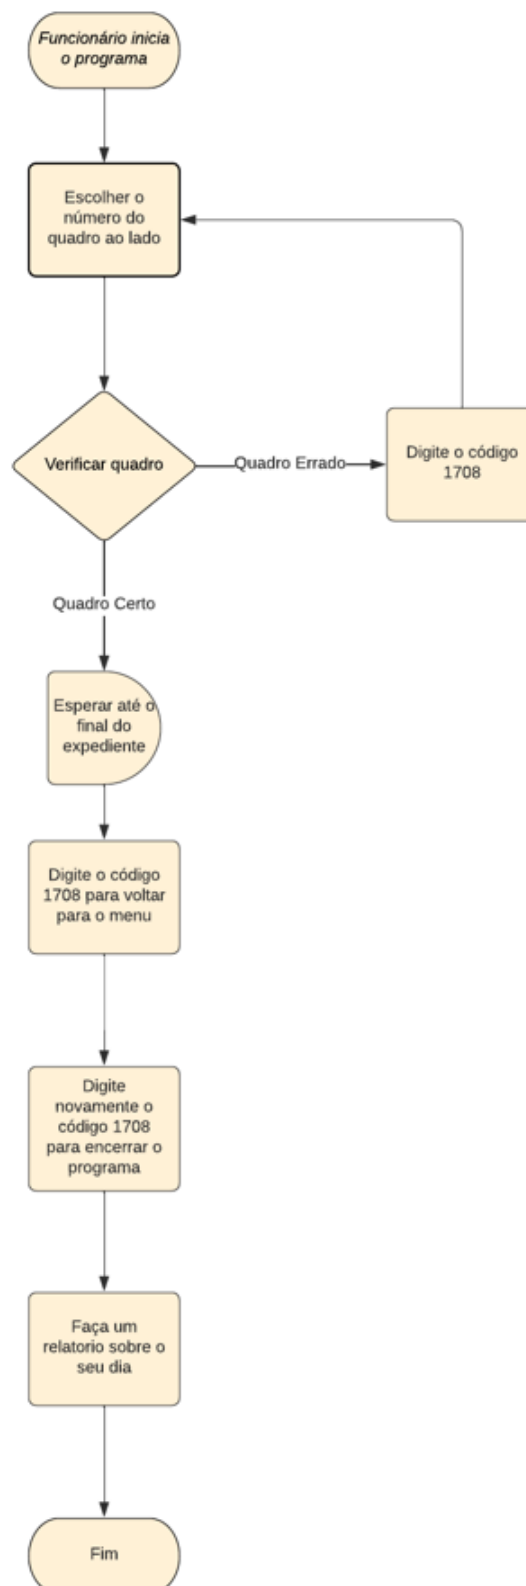 Funcionário inicia
o programa
Escolher o
número do
quadro ao lado
Verificar quadro
Quadro Errado
Digite o código
1708
Quadro Certo
Esperar até o
final do
expediente
Digite o código
1708 para voltar
para o menu
Digite
novamente o
código 1708
para encerrar o
programa
Faça um
relatorio sobre o
seu dia
Fim